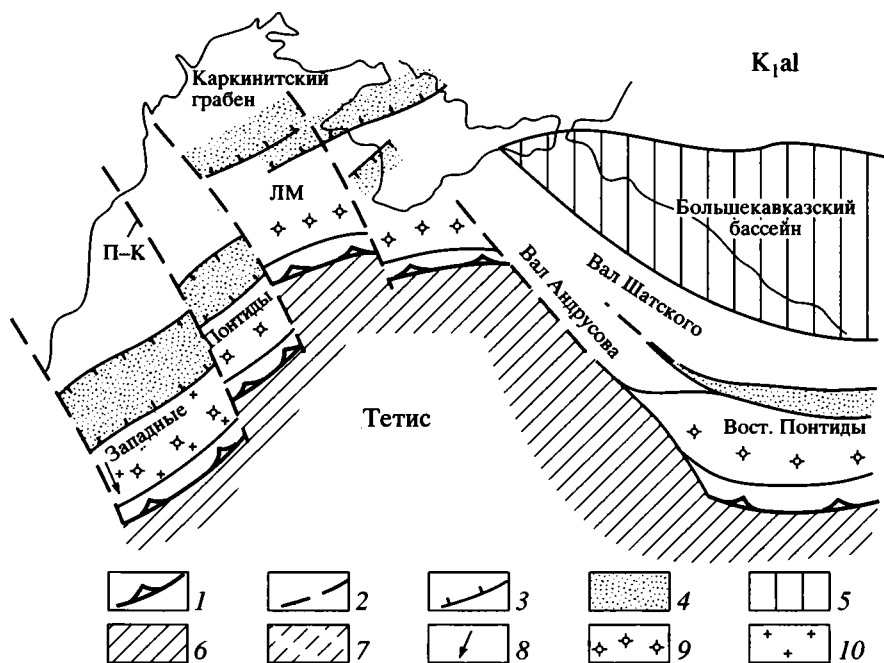 K₁al
Каркинитский
грабен
ЛМ
П–К
Большекавказский
бассейн
Вал Шатского
Вал Андрусова
Понтиды
Западные
Тетис
Вост. Понтиды
1 2 3 4 5
6 7 8 9 10